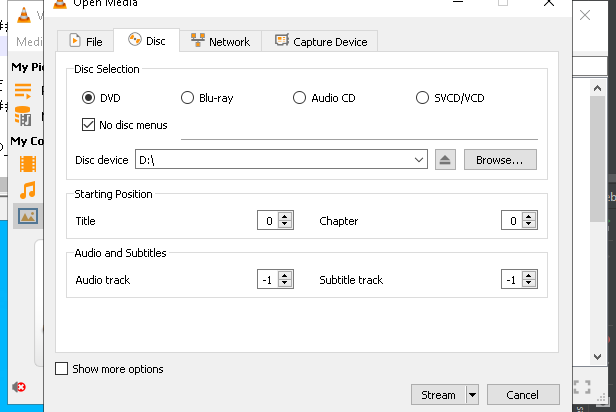 Open Media
Medi
File
Disc
Network
Capture Device
My Pi
My Co
Disc Selection
DVD
Blu-ray
Audio CD
SVCD/VCD
No disc menus
Disc device
D:\
Browse...
Starting Position
Title
0
Chapter
0
Audio and Subtitles
Audio track
-1
Subtitle track
-1
Show more options
Stream
Cancel